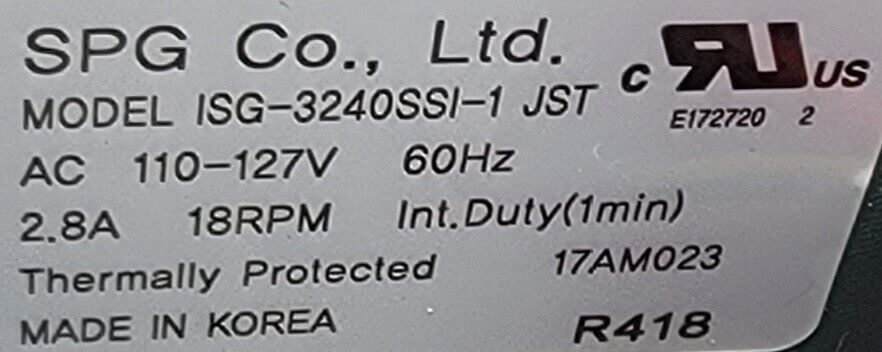 SPG Co., Ltd.
MODEL ISG-3240SSI-1 JST
c RU US
E172720 2
AC 110-127V 60Hz
2.8A 18RPM Int.Duty(1min)
Thermally Protected 17AM023
MADE IN KOREA R418